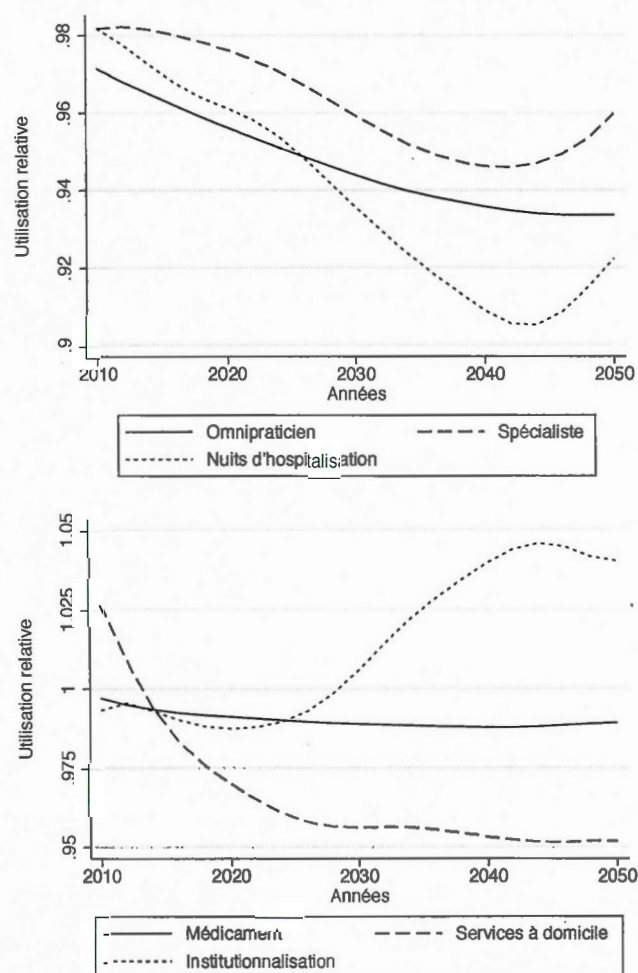 Utilisation relative
.98
.96
.94
.92
.9
2010 2020 2030 2040 2050
Années
Omnipraticien Spécialiste
Nuits d'hospitalisation
Utilisation relative
1.05
1.025
1
.975
.95
2010 2020 2030 2040 2050
Années
Médicament Services à domicile
Institutionnalisation